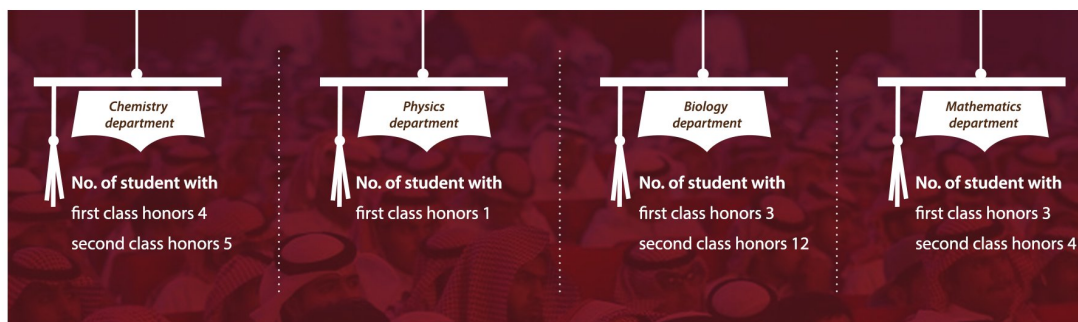 Chemistry
department
No. of student with
first class honors 4
second class honors 5
Physics
department
No. of student with
first class honors 1
Biology
department
No. of student with
first class honors 3
second class honors 12
Mathematics
department
No. of student with
first class honors 3
second class honors 4